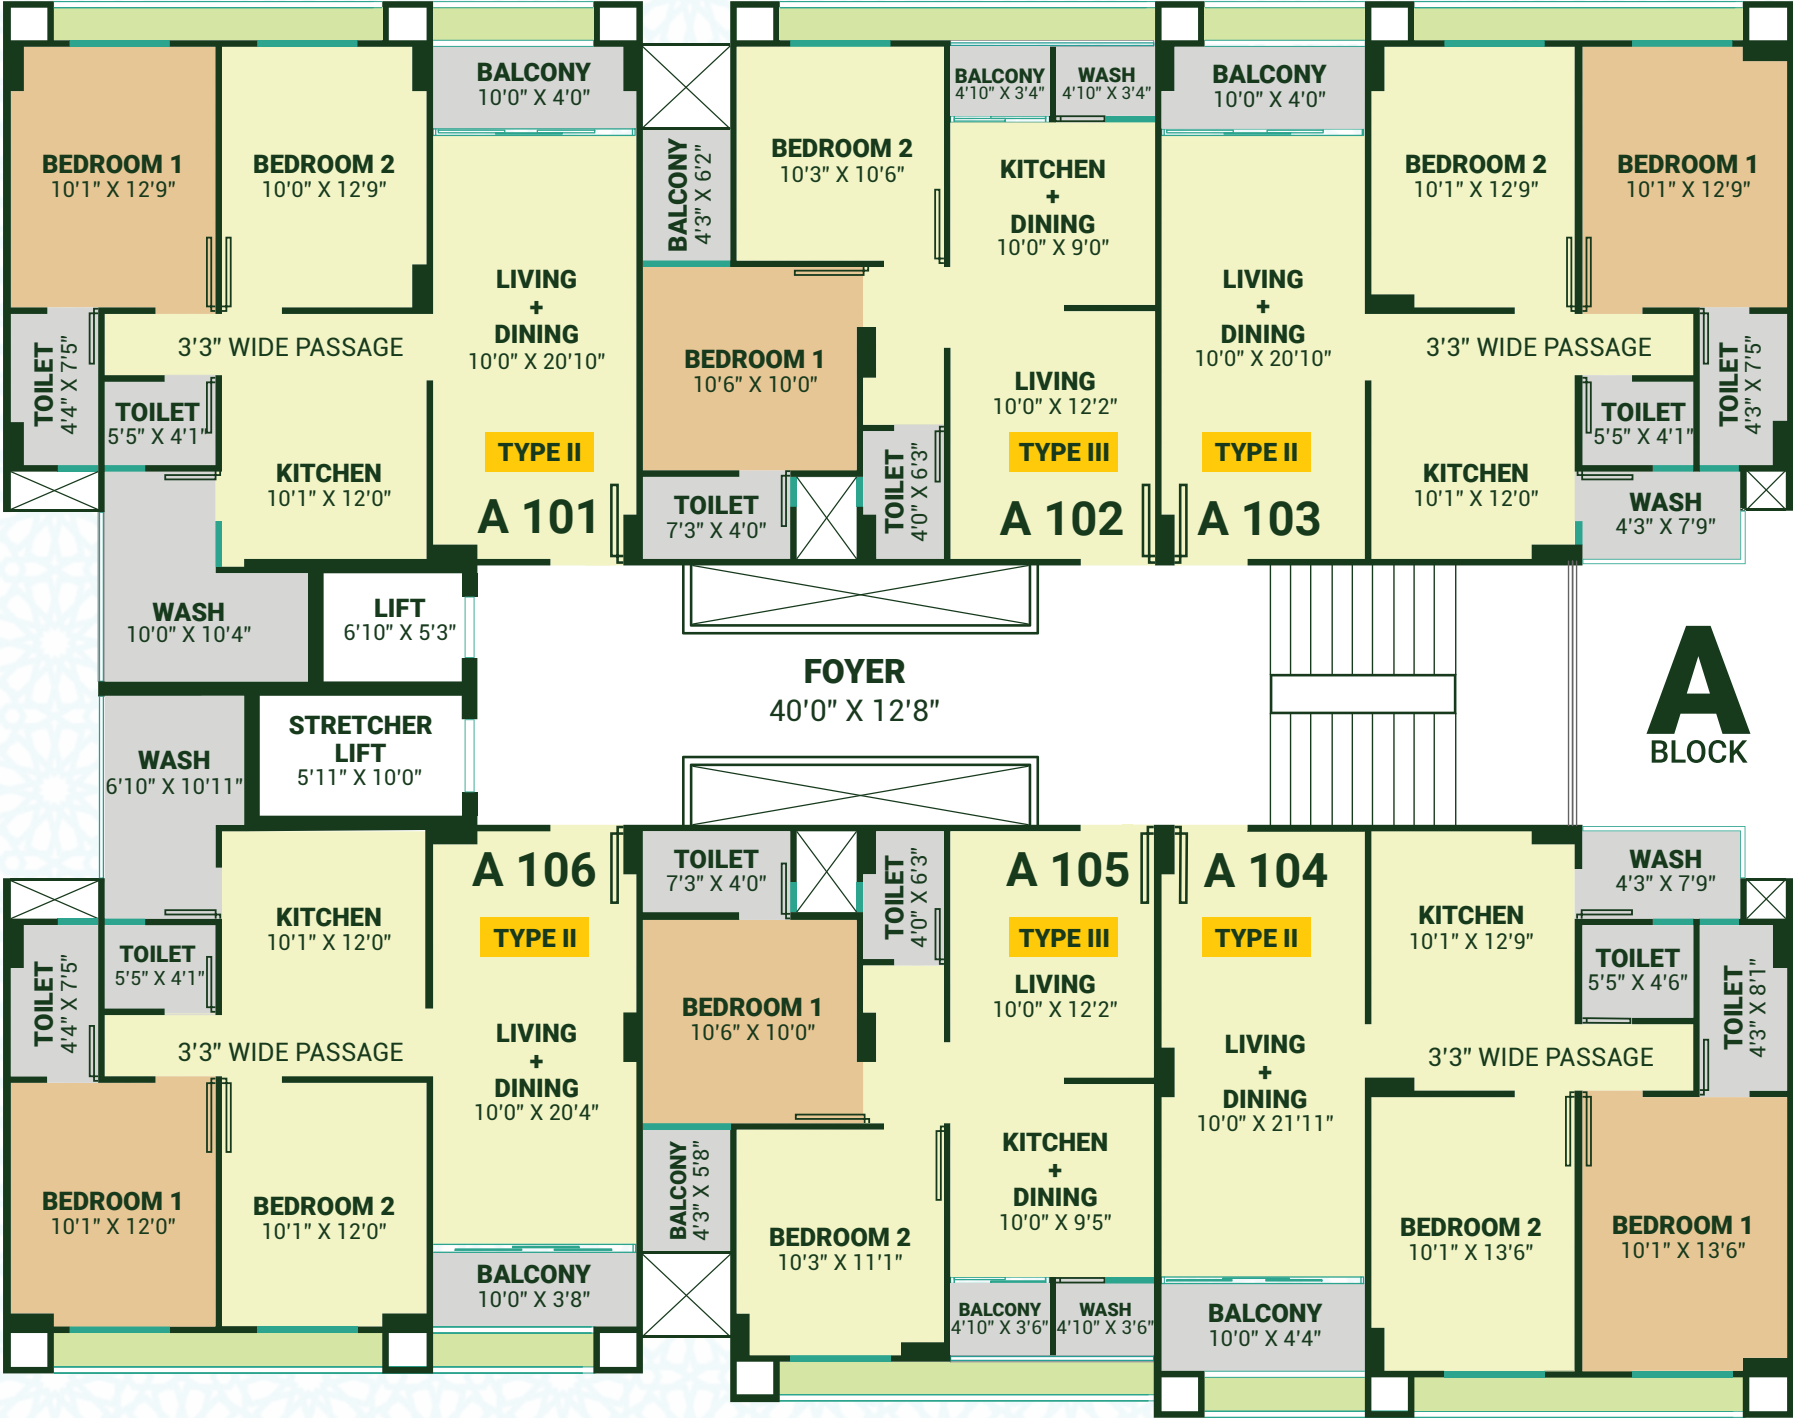 BEDROOM 1
10'1" X 12'9"
BEDROOM 2
10'0" X 12'9"
BALCONY
10'0" X 4'0"
LIVING
+
DINING
10'0" X 20'10"
TYPE II
A 101
3'3" WIDE PASSAGE
TOILET
4'4" X 7'5"
TOILET
5'5" X 4'1"
KITCHEN
10'1" X 12'0"
WASH
10'0" X 10'4"
BALCONY
4'3" X 6'2"
BEDROOM 2
10'3" X 10'6"
BALCONY
4'10" X 3'4"
WASH
4'10" X 3'4"
KITCHEN
+
DINING
10'0" X 9'0"
BEDROOM 1
10'6" X 10'0"
LIVING
10'0" X 12'2"
TYPE III
A 102
TOILET
7'3" X 4'0"
TOILET
4'0" X 6'3"
BALCONY
10'0" X 4'0"
LIVING
+
DINING
10'0" X 20'10"
TYPE II
A 103
BEDROOM 2
10'1" X 12'9"
BEDROOM 1
10'1" X 12'9"
3'3" WIDE PASSAGE
TOILET
5'5" X 4'1"
TOILET
4'3" X 7'5"
KITCHEN
10'1" X 12'0"
WASH
4'3" X 7'9"
LIFT
6'10" X 5'3"
STRETCHER
LIFT
5'11" X 10'0"
FOYER
40'0" X 12'8"
A
BLOCK
WASH
6'10" X 10'11"
KITCHEN
10'1" X 12'0"
TOILET
5'5" X 4'1"
TOILET
4'4" X 7'5"
3'3" WIDE PASSAGE
BEDROOM 1
10'1" X 12'0"
BEDROOM 2
10'1" X 12'0"
A 106
TYPE II
LIVING
+
DINING
10'0" X 20'4"
BALCONY
10'0" X 3'8"
TOILET
7'3" X 4'0"
TOILET
4'0" X 6'3"
A 105
TYPE III
LIVING
10'0" X 12'2"
BEDROOM 1
10'6" X 10'0"
BALCONY
4'3" X 5'8"
BEDROOM 2
10'3" X 11'1"
KITCHEN
+
DINING
10'0" X 9'5"
BALCONY
4'10" X 3'6"
WASH
4'10" X 3'6"
A 104
TYPE II
LIVING
+
DINING
10'0" X 21'11"
BALCONY
10'0" X 4'4"
KITCHEN
10'1" X 12'9"
WASH
4'3" X 7'9"
TOILET
5'5" X 4'6"
TOILET
4'3" X 8'1"
3'3" WIDE PASSAGE
BEDROOM 2
10'1" X 13'6"
BEDROOM 1
10'1" X 13'6"